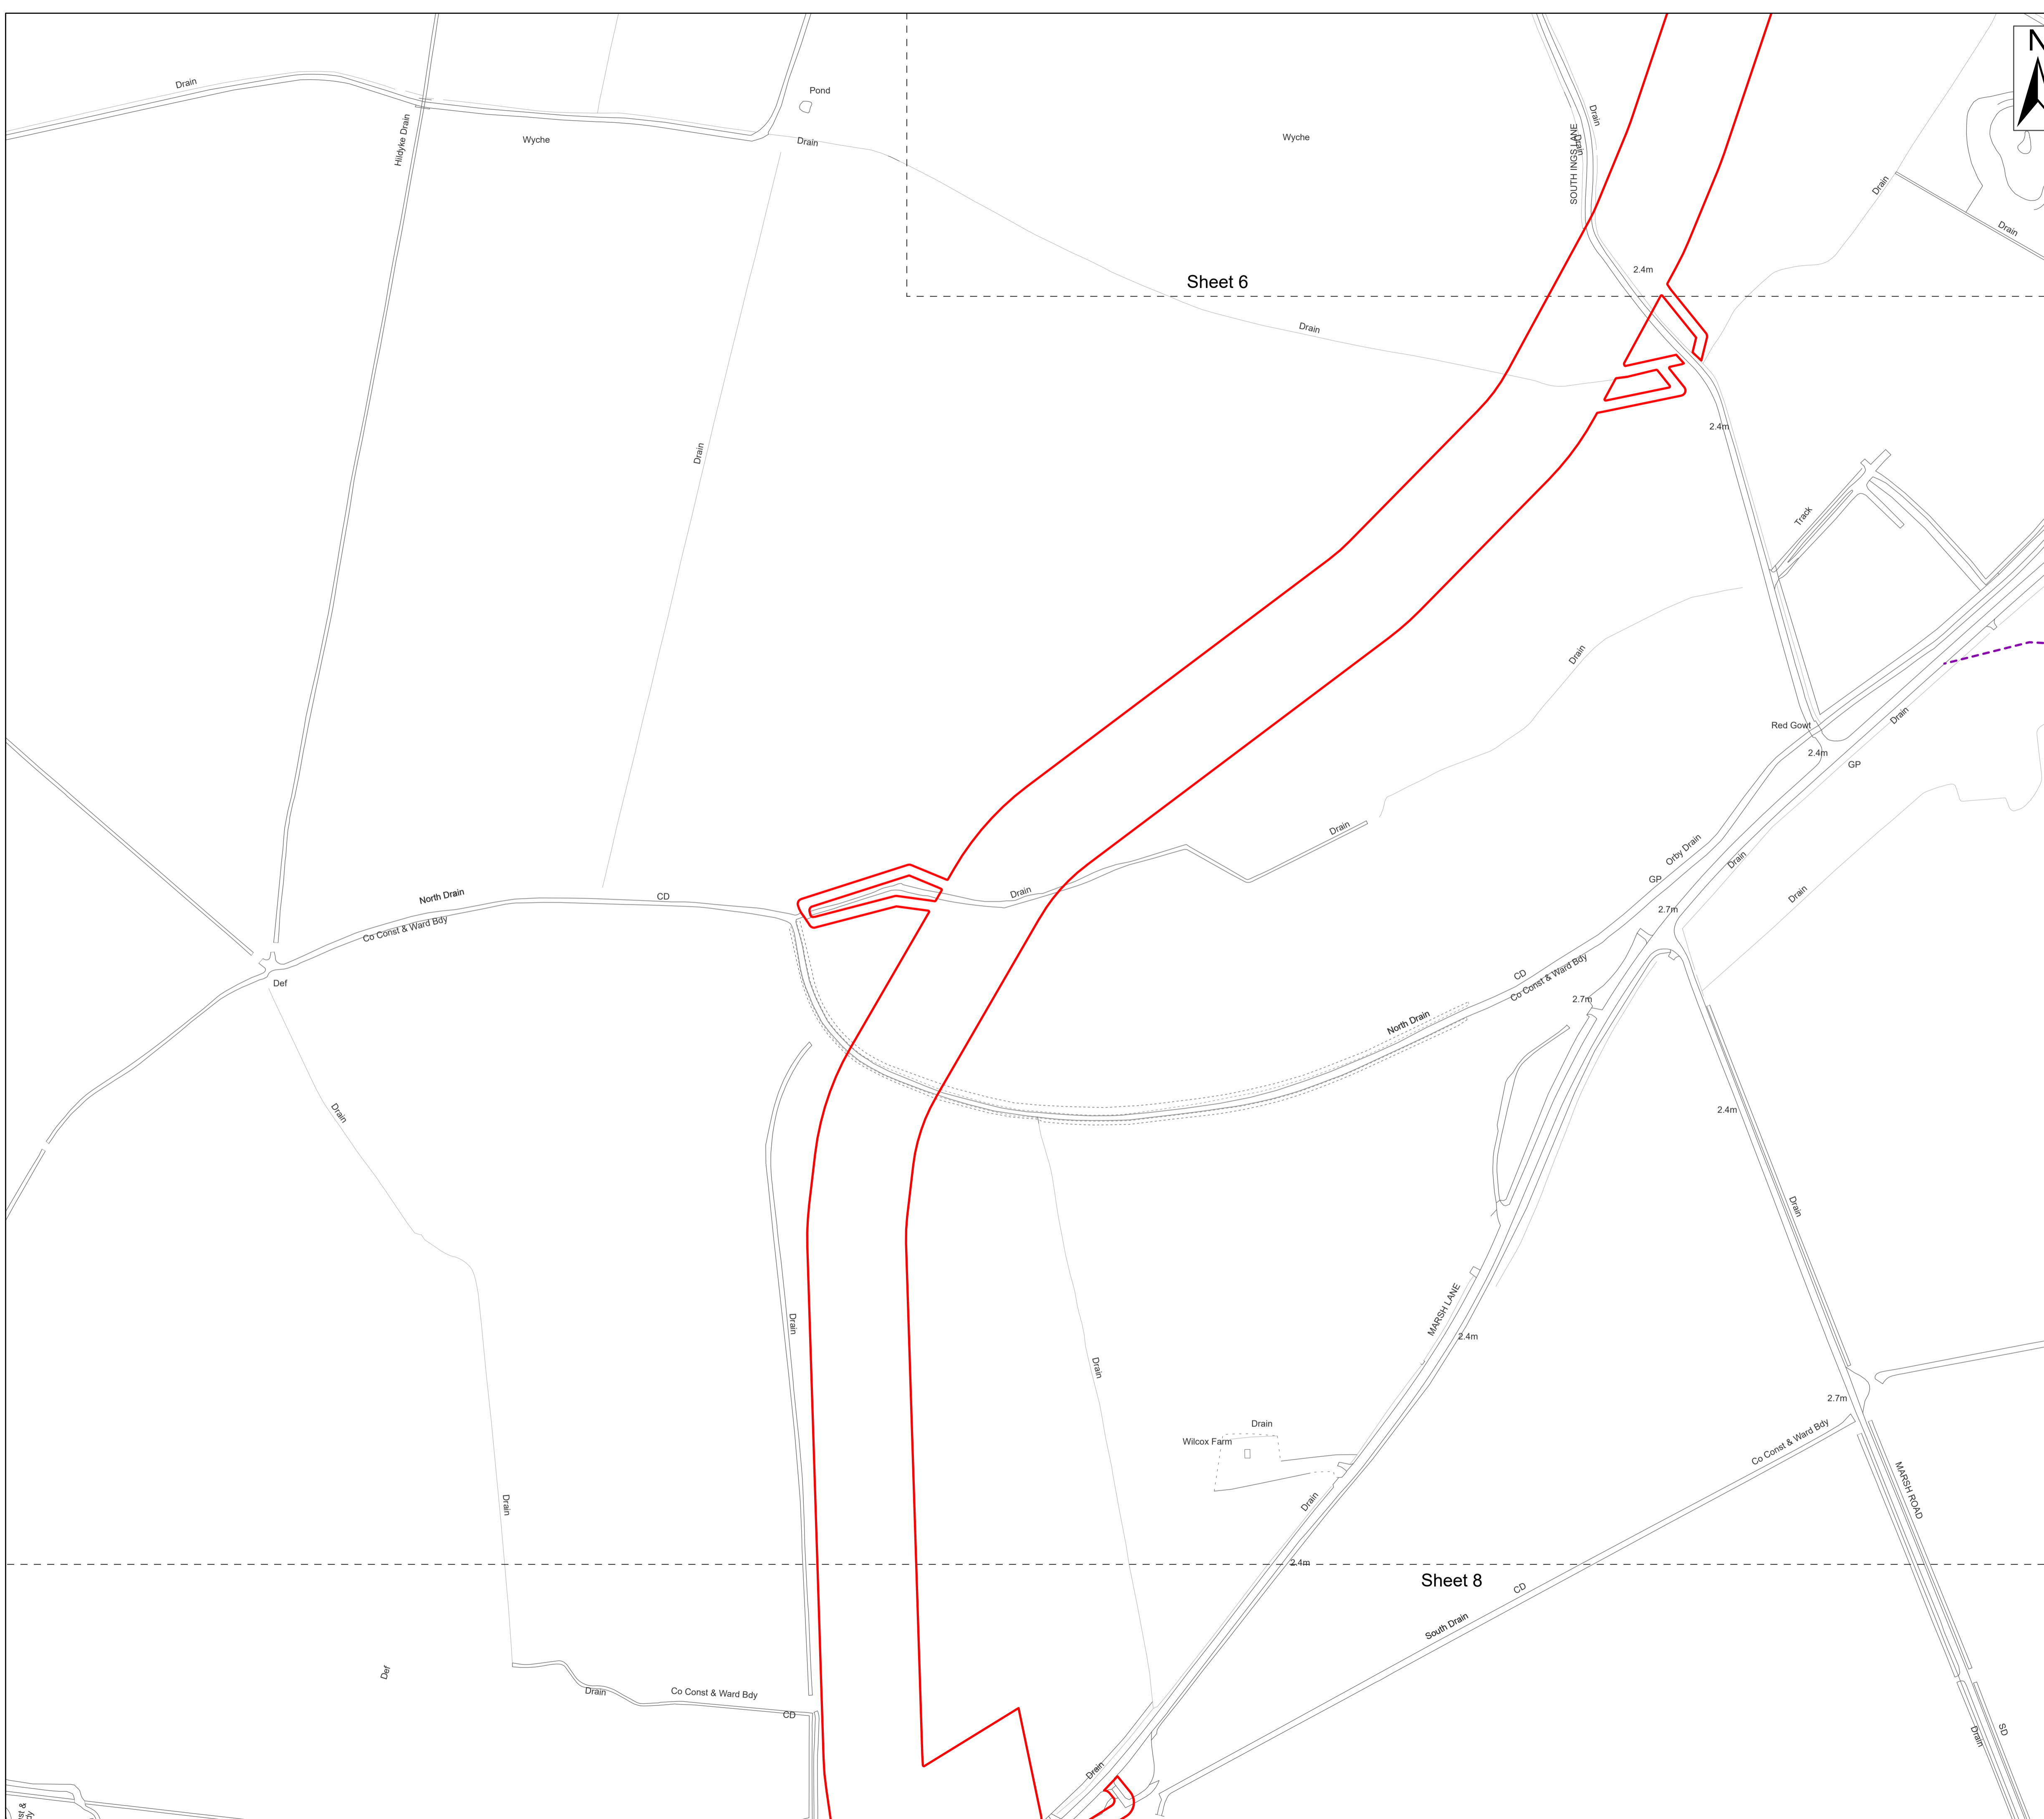 N
Drain
Hildyke Drain
Pond
Drain
Wyche
Wyche
Drain
Drain
SOUTH INGS LANE
Drain
Drain
2.4m
Sheet 6
Drain
2.4m
Drain
Track
Drain
Red Gowt
2.4m
Drain
GP
Drain
Orby Drain
Drain
GP
Drain
2.7m
North Drain
CD
Drain
Co Const & Ward Bdy
Def
CD
Co Const & Ward Bdy
2.7m
North Drain
Drain
2.4m
Drain
Drain
MARSH LANE
2.4m
Drain
2.7m
Drain
Wilcox Farm
Co Const & Ward Bdy
MARSH ROAD
Drain
Drain
2.4m
Sheet 8
CD
South Drain
Def
Drain
Co Const & Ward Bdy
CD
SD
Drain
Drain